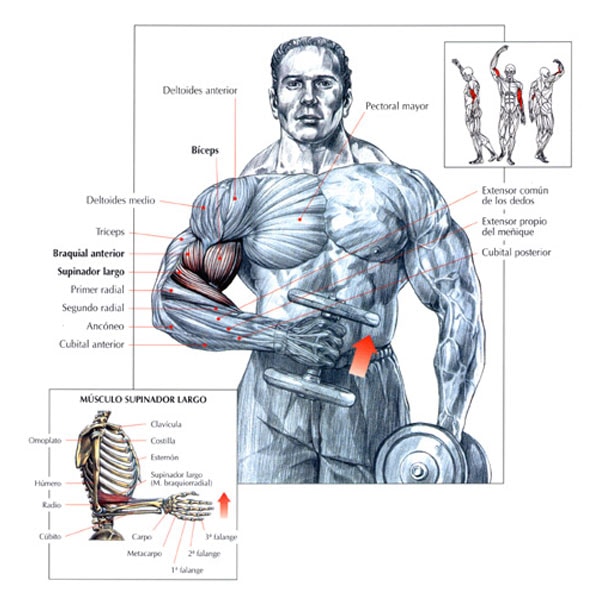 Deltoides anterior
Pectoral mayor
Bíceps
Deltoides medio
Tríceps
Braquial anterior
Supinador largo
Primer radial
Segundo radial
Ancóneo
Cubital anterior
Extensor común
de los dedos
Extensor propio
del meñique
Cubital posterior
MÚSCULO SUPINADOR LARGO
Clavícula
Omoplato
Costilla
Esternón
Supinador largo
(M. braquiorradial)
Húmero
Radio
Cúbito
Carpo
3ª falange
Metacarpo
2ª falange
1ª falange